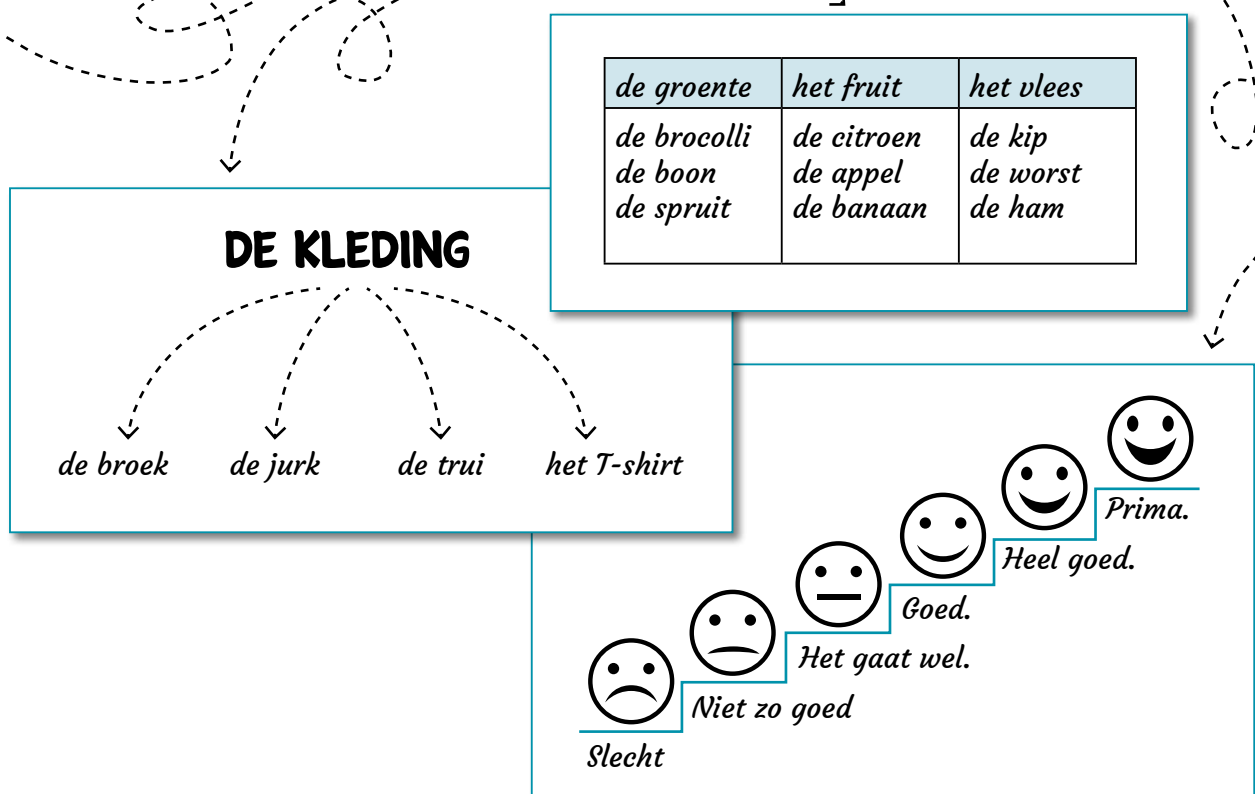 de groente het fruit het vlees
de brocolli de citroen de kip
de boon de appel de worst
de spruit de banaan de ham
DE KLEDING
de broek de jurk de trui het T-shirt
Prima.
Heel goed.
Goed.
Het gaat wel.
Niet zo goed
Slecht